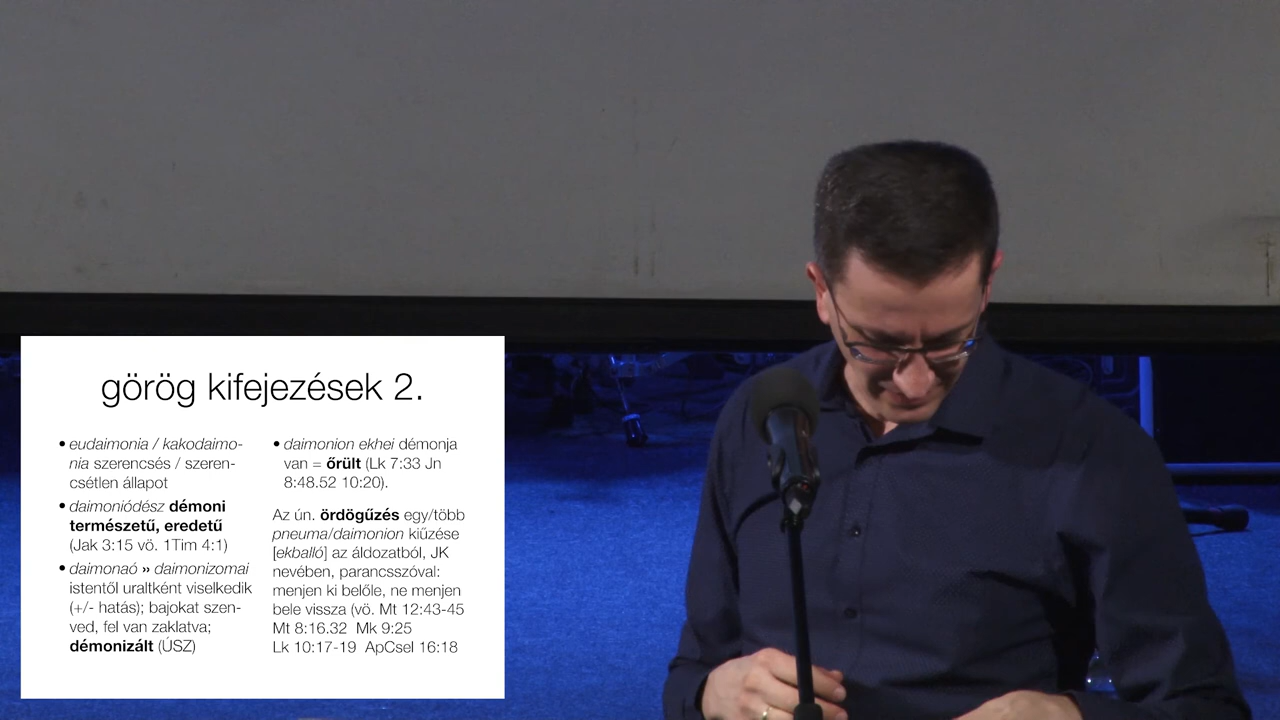 görög kifejezések 2.
• eudaimonia / kakodaimo-
nia szerencsés / szeren-
csétlen állapot
• daimoniódész démoni
természetű, eredetű
(Jak 3:15 vö. 1Tim 4:1)
• daimonaó » daimonizomai
istentől uraltként viselkedik
(+/- hatás); bajokat szen-
ved, fel van zaklatva;
démonizált (ÚSZ)
• daimonion ekhei démonja
van = őrült (Lk 7:33 Jn
8:48.52 10:20).
Az ún. ördögűzés egy/több
pneuma/daimonion kiűzése
[ekballó] az áldozatból, JK
nevében, parancsszóval:
menjen ki belőle, ne menjen
bele vissza (vö. Mt 12:43-45
Mt 8:16.32 Mk 9:25
Lk 10:17-19 ApCsel 16:18